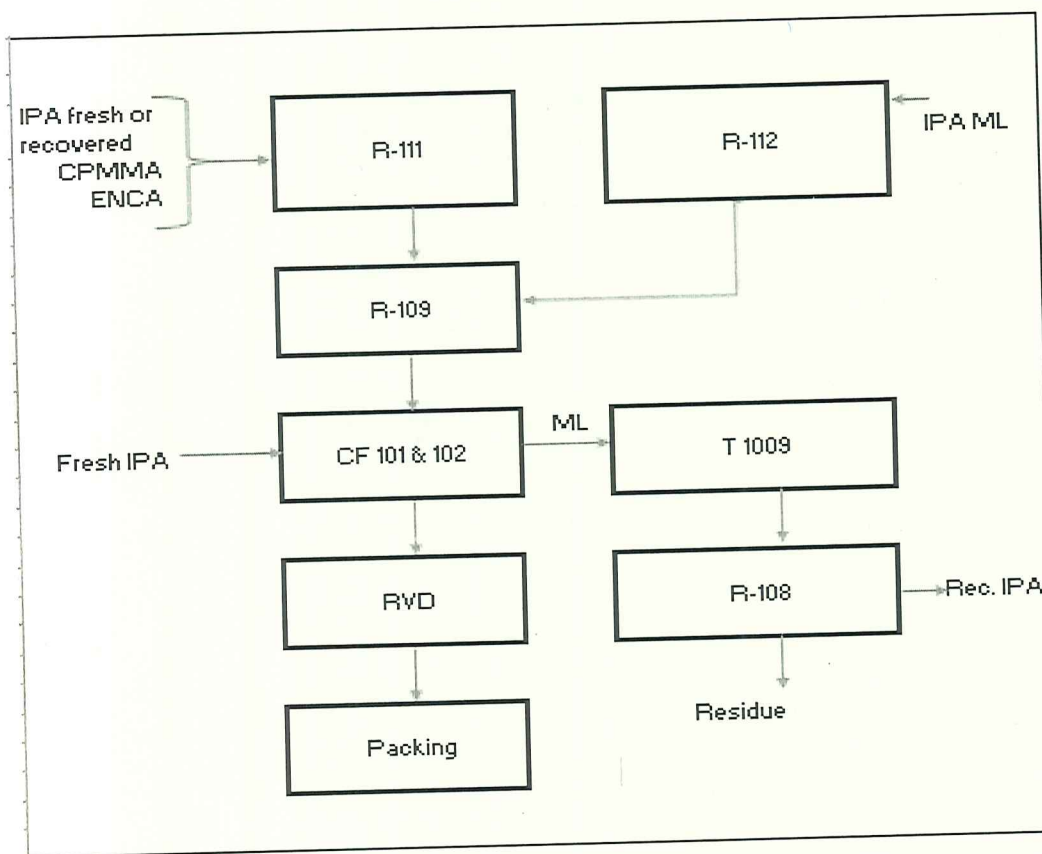 IPA fresh or
recovered
CPMMA
ENCA
R-111
R-112
IPA ML
R-109
Fresh IPA
CF 101 & 102
ML
T 1009
RVD
R-108
Rec. IPA
Residue
Packing